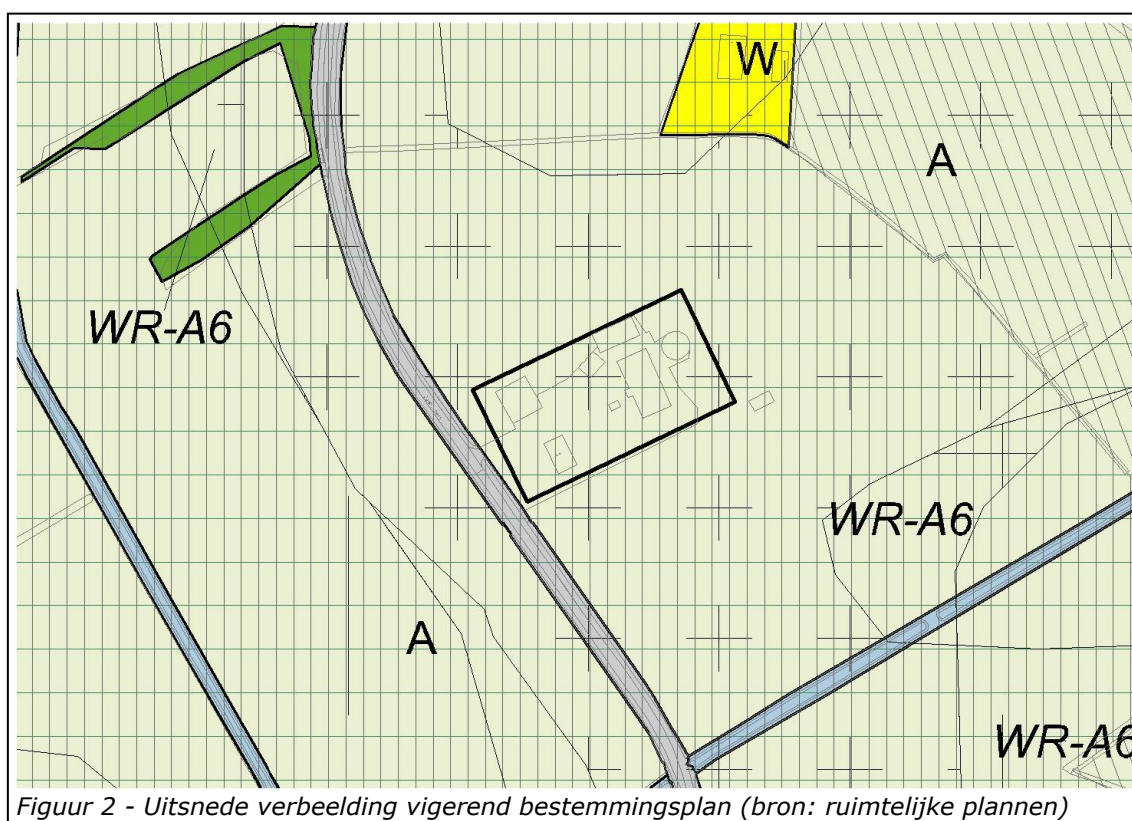 W
A
WR-A6
WR-A6
A
WR-A6
Figuur 2 - Uitsnede verbeelding vigerend bestemmingsplan (bron: ruimtelijke plannen)